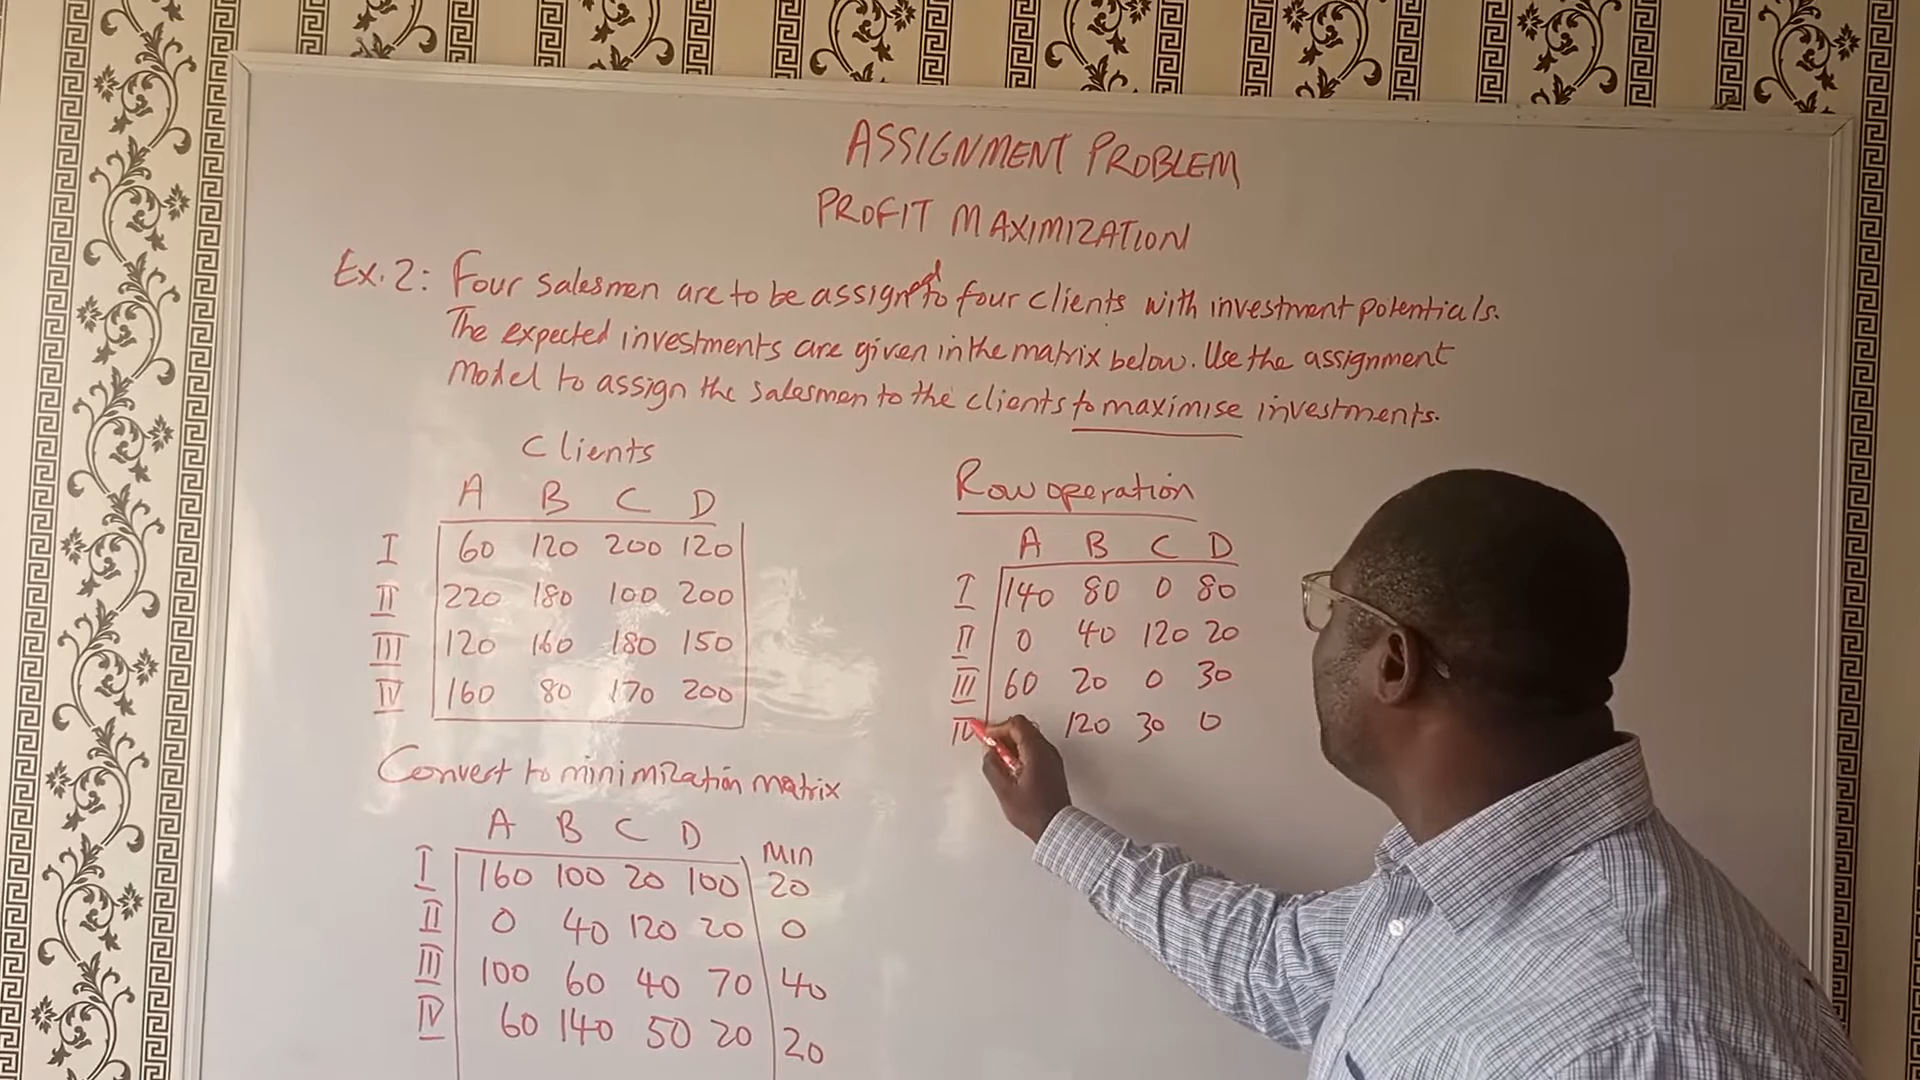 ASSIGNMENT PROBLEM
PROFIT MAXIMIZATION
Ex. 2: Four salesmen are to be assigned to four clients with investment potentials.
The expected investments are given in the matrix below. Use the assignment
model to assign the salesmen to the clients to maximise investments.
Clients
A B C D
I 60 120 200 120
II 220 180 100 200
III 120 160 180 150
IV 160 80 170 200
Convert to minimization matrix
A B C D MIN
I 160 100 20 100 20
II 0 40 120 20 0
III 100 60 40 70 40
IV 60 140 50 20 20
Row operation
A B C D
I 140 80 0 80
II 0 40 120 20
III 60 20 0 30
IV 120 30 0